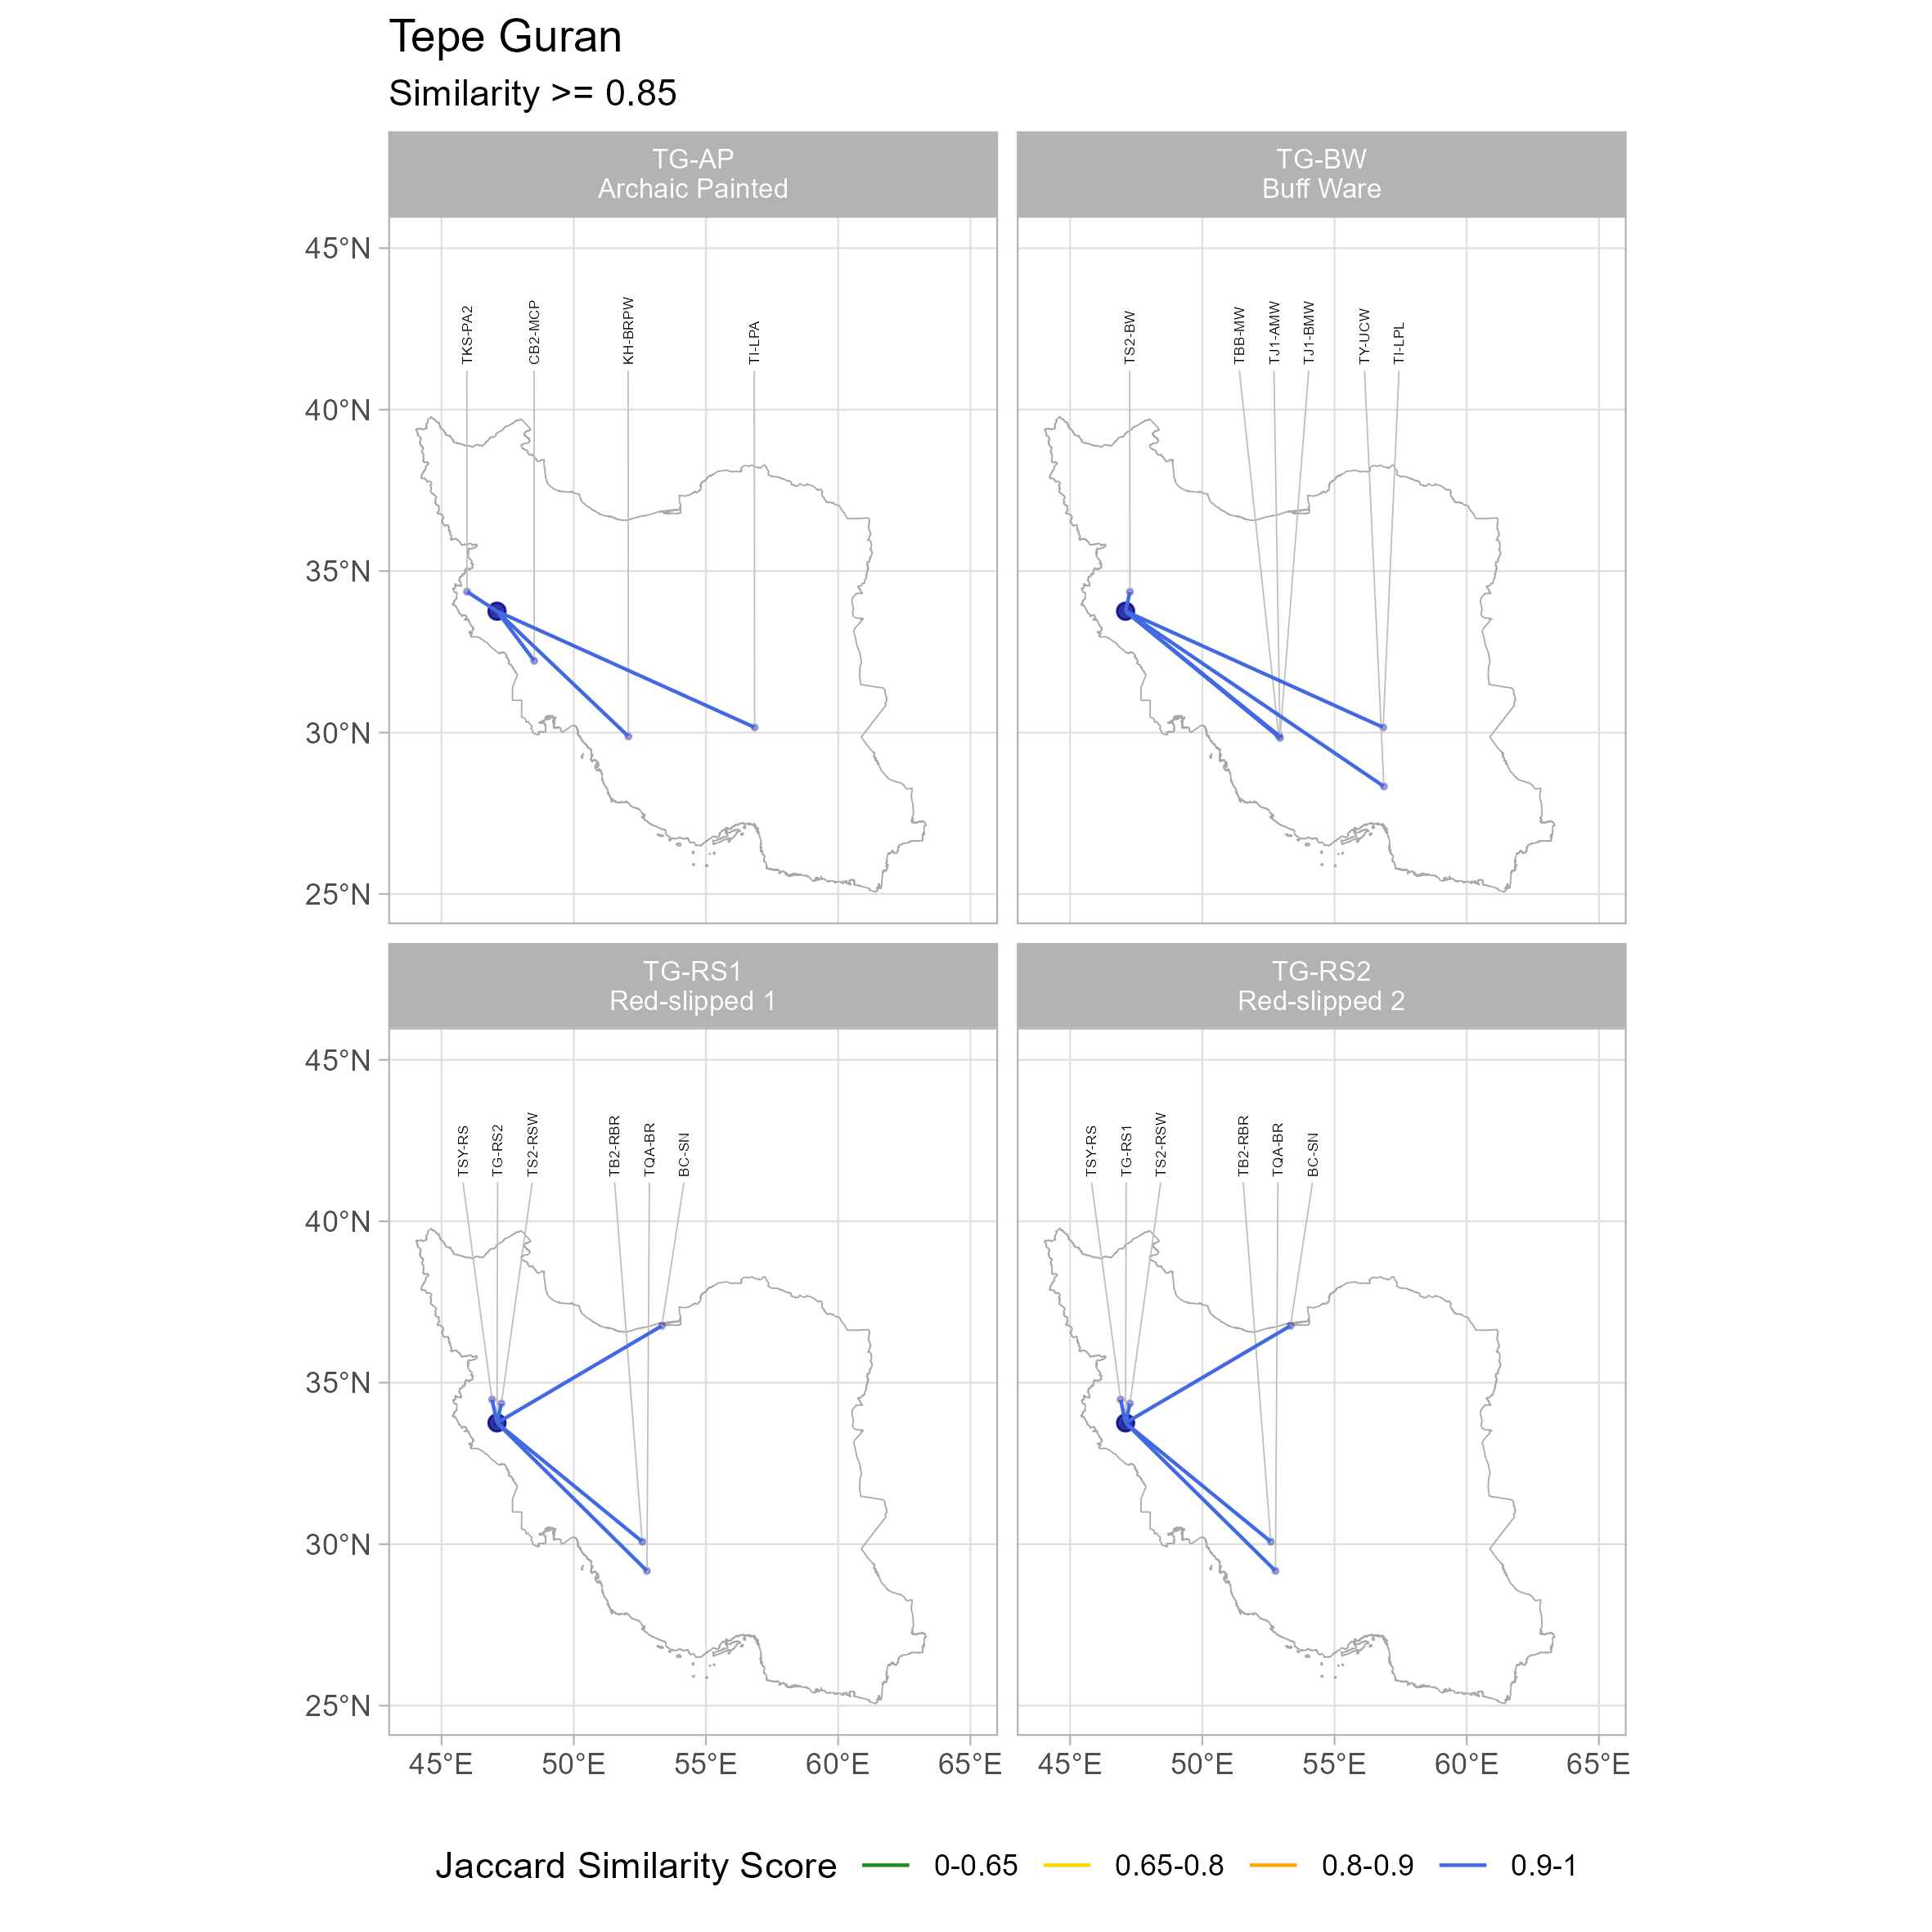 Tepe Guran
Similarity >= 0.85
TG-AP
Archaic Painted
TG-BW
Buff Ware
45°N
40°N
35°N
30°N
25°N
TKS-PA2
CB2-MCP
KH-BRPW
TI-LPA
TS2-BW
TBB-MW
TJ1-AMW
TJ1-BMW
TY-UCW
TI-LPL
TG-RS1
Red-slipped 1
TG-RS2
Red-slipped 2
45°N
40°N
35°N
30°N
25°N
TSY-RS
TG-RS2
TS2-RSW
TB2-RBR
TQA-BR
BC-SN
TSY-RS
TG-RS1
TS2-RSW
TB2-RBR
TQA-BR
BC-SN
45°E 50°E 55°E 60°E 65°E 45°E 50°E 55°E 60°E 65°E
Jaccard Similarity Score 0-0.65 0.65-0.8 0.8-0.9 0.9-1